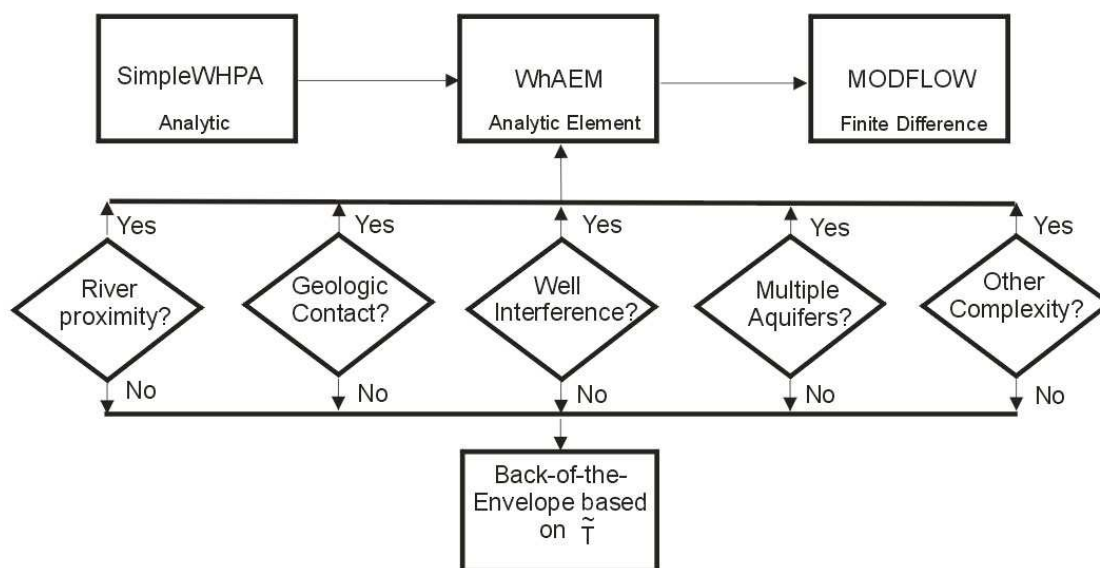 SimpleWHPA
Analytic
WhAEM
Analytic Element
MODFLOW
Finite Difference
Yes
Yes
Yes
Yes
Yes
River
proximity?
Geologic
Contact?
Well
Interference?
Multiple
Aquifers?
Other
Complexity?
No
No
No
No
No
Back-of-the-
Envelope based
on T̃